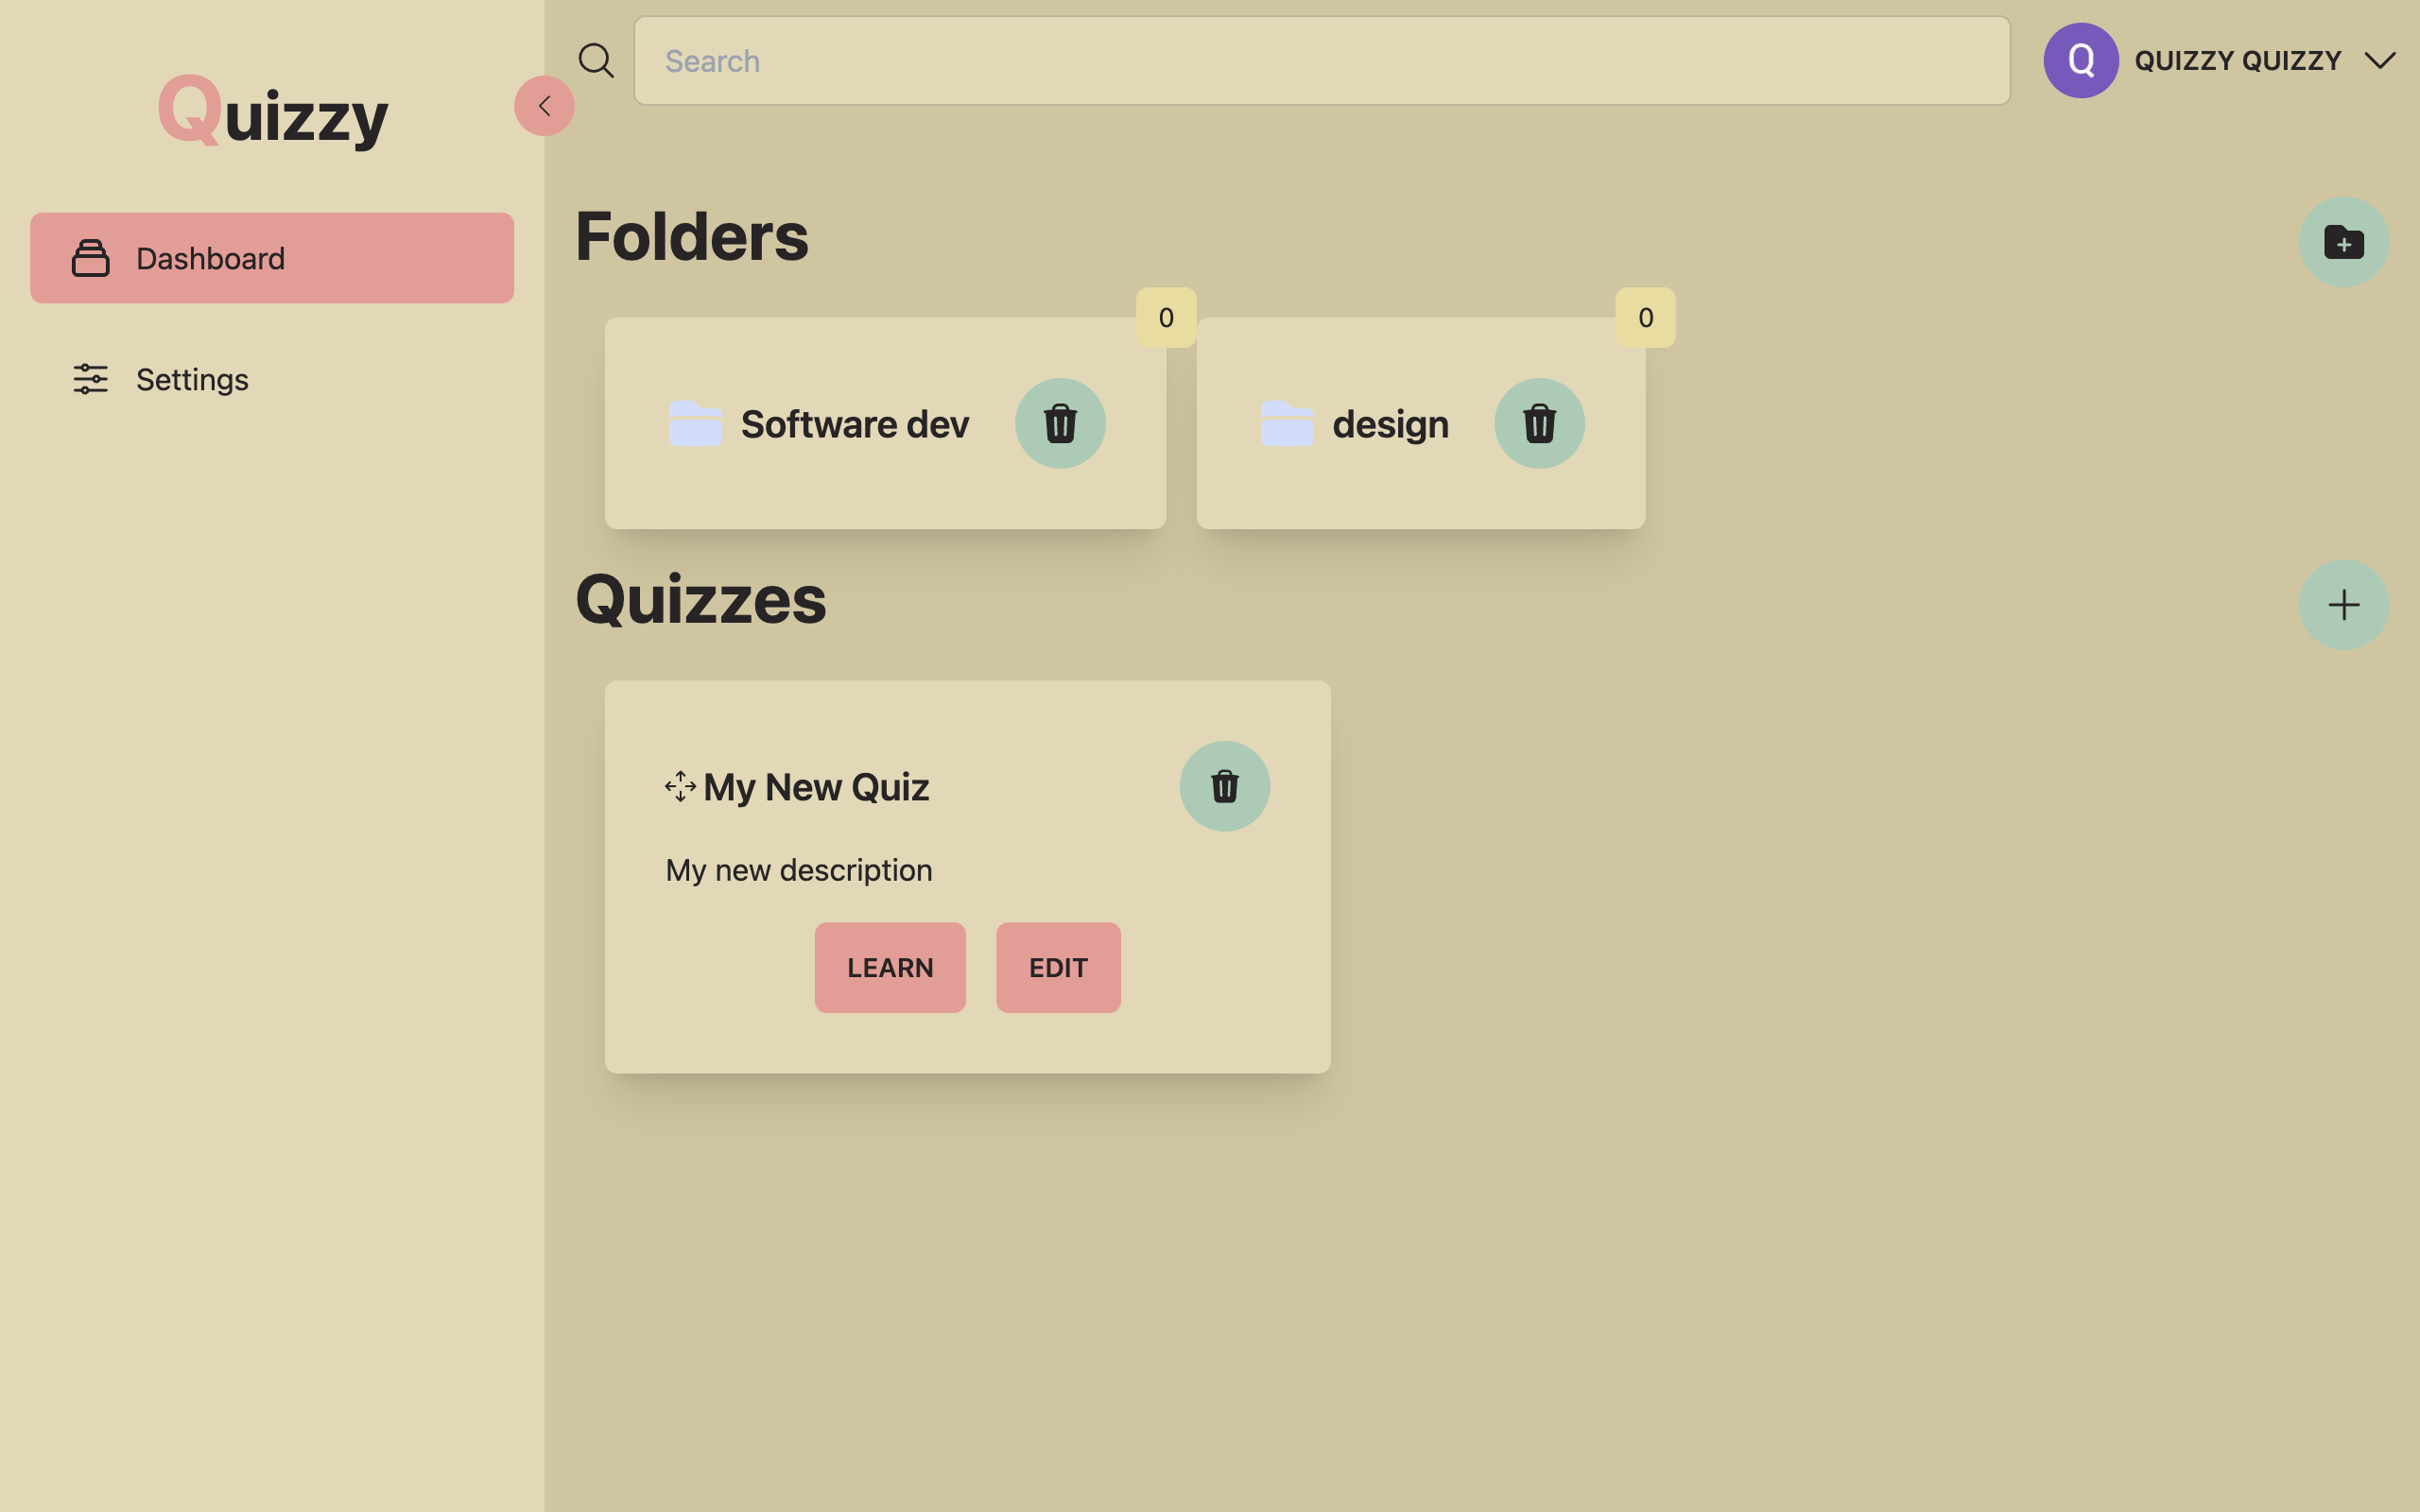 Quizzy
Dashboard
Settings
Search
Q
QUIZZY QUIZZY
Folders
0
0
Software dev
design
Quizzes
My New Quiz
My new description
LEARN
EDIT